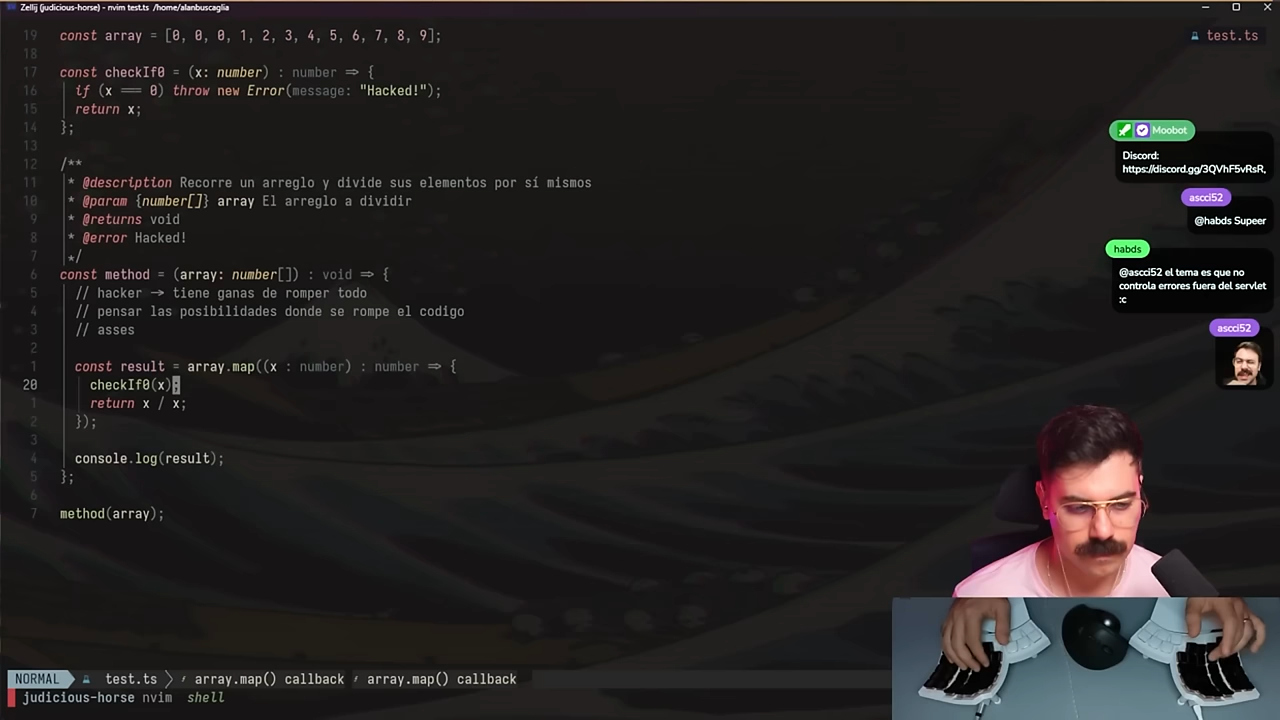 Zellij (judicious-horse) - nvim test.ts /home/alanbuscaglia
test.ts
19 const array = [0, 0, 0, 1, 2, 3, 4, 5, 6, 7, 8, 9];
18
17 const checkIf0 = (x: number) : number => {
16 if (x === 0) throw new Error(message: "Hacked!");
15 return x;
14 };
13
12 /**
11 * @description Recorre un arreglo y divide sus elementos por sí mismos
10 * @param {number[]} array El arreglo a dividir
9 * @returns void
8 * @error Hacked!
7 */
6 const method = (array: number[]) : void => {
5 // hacker -> tiene ganas de romper todo
4 // pensar las posibilidades donde se rompe el codigo
3 // asses
2
1 const result = array.map((x : number) : number => {
20 checkIf0(x);
1 return x / x;
2 });
3
4 console.log(result);
5 };
6
7 method(array);
Moobot
Discord:
https://discord.gg/3QVhF5vRsR,
ascci52
@habds Supeer
habds
@ascci52 el tema es que no
controla errores fuera del servlet
:c
ascci52
NORMAL test.ts array.map() callback array.map() callback
judicious-horse nvim shell